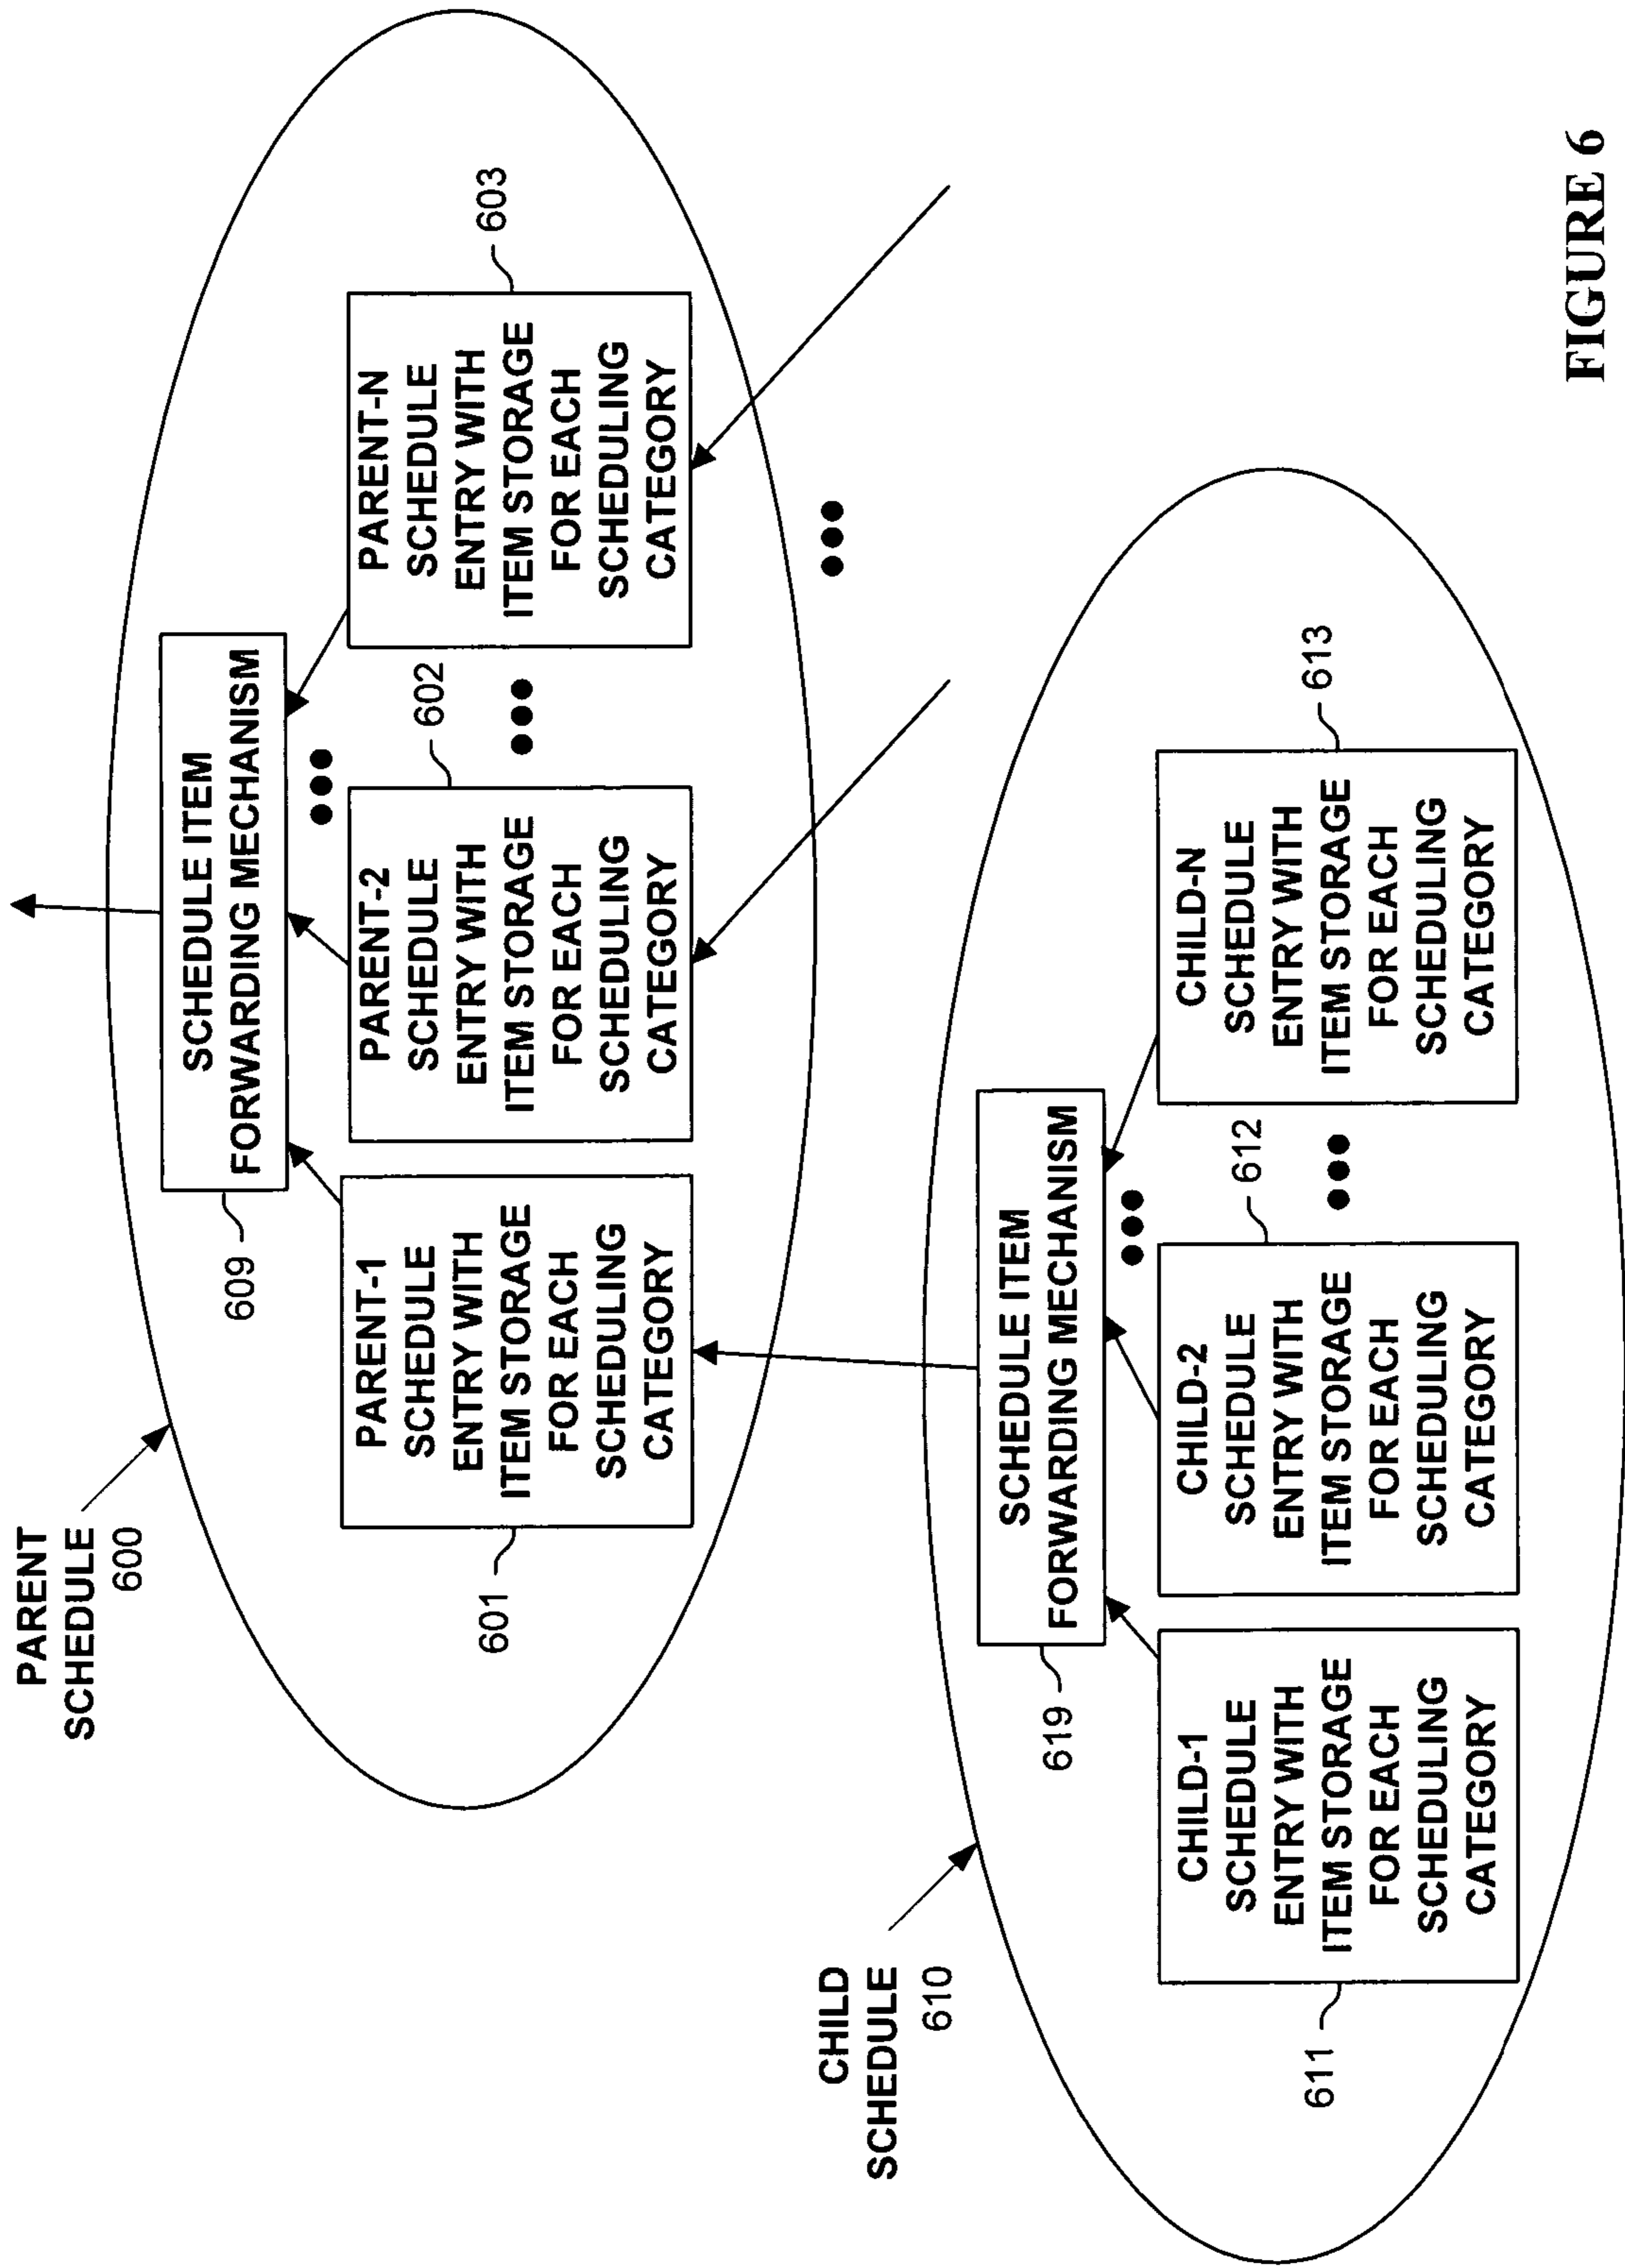 PARENT
SCHEDULE
600
609
SCHEDULE ITEM
FORWARDING MECHANISM
601
PARENT-1
SCHEDULE
ENTRY WITH
ITEM STORAGE
FOR EACH
SCHEDULING
CATEGORY
602
PARENT-2
SCHEDULE
ENTRY WITH
ITEM STORAGE
FOR EACH
SCHEDULING
CATEGORY
603
PARENT-N
SCHEDULE
ENTRY WITH
ITEM STORAGE
FOR EACH
SCHEDULING
CATEGORY
CHILD
SCHEDULE
610
619
SCHEDULE ITEM
FORWARDING MECHANISM
611
CHILD-1
SCHEDULE
ENTRY WITH
ITEM STORAGE
FOR EACH
SCHEDULING
CATEGORY
612
CHILD-2
SCHEDULE
ENTRY WITH
ITEM STORAGE
FOR EACH
SCHEDULING
CATEGORY
613
CHILD-N
SCHEDULE
ENTRY WITH
ITEM STORAGE
FOR EACH
SCHEDULING
CATEGORY
FIGURE 6